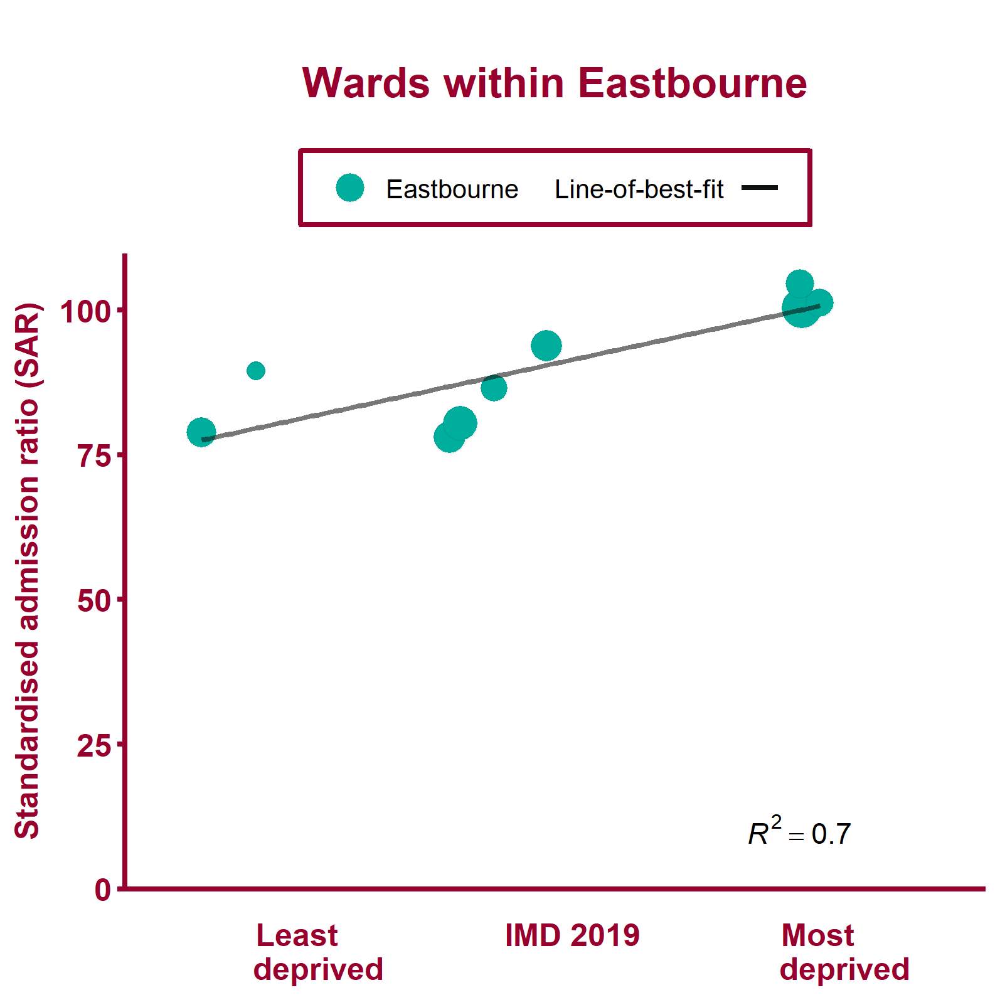 Wards within Eastbourne
Eastbourne Line-of-best-fit
Standardised admission ratio (SAR)
100
75
50
25
0
R² = 0.7
Least deprived
IMD 2019
Most deprived